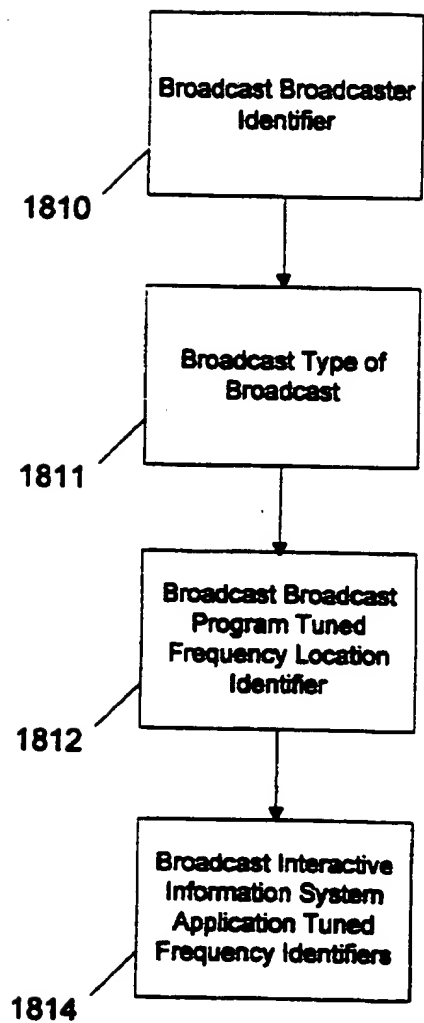 Broadcast Broadcaster
Identifier
1810
Broadcast Type of
Broadcast
1811
Broadcast Broadcast
Program Tuned
Frequency Location
Identifier
1812
Broadcast Interactive
Information System
Application Tuned
Frequency Identifiers
1814